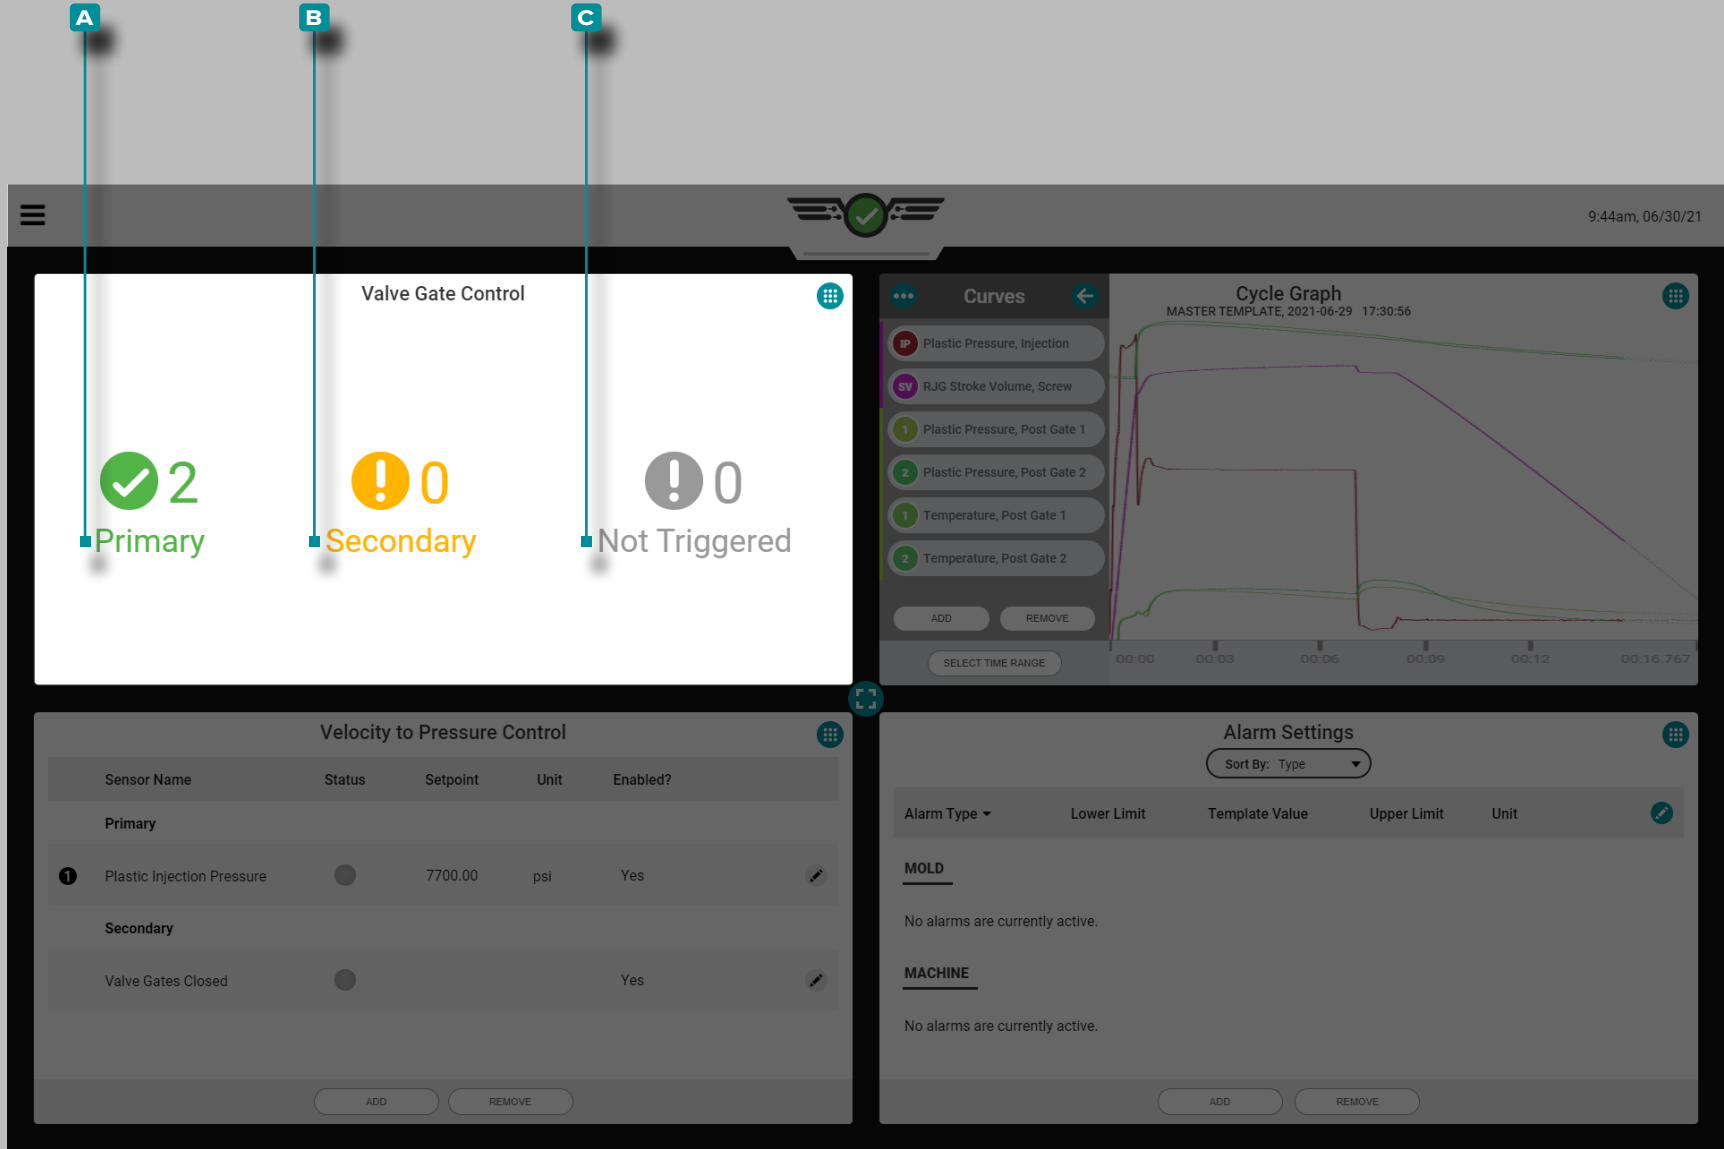 A B C
9:44am, 06/30/21
Valve Gate Control
2 0 0
Primary Secondary Not Triggered
Curves
IP Plastic Pressure, Injection
SV RJG Stroke Volume, Screw
1 Plastic Pressure, Post Gate 1
2 Plastic Pressure, Post Gate 2
1 Temperature, Post Gate 1
2 Temperature, Post Gate 2
ADD REMOVE
SELECT TIME RANGE
Cycle Graph
MASTER TEMPLATE, 2021-06-29 17:30:56
00:00 00:03 00:06 00:09 00:12 00:16.767
Velocity to Pressure Control
Sensor Name Status Setpoint Unit Enabled?
Primary
1 Plastic Injection Pressure 7700.00 psi Yes
Secondary
Valve Gates Closed Yes
ADD REMOVE
Alarm Settings
Sort By: Type
Alarm Type Lower Limit Template Value Upper Limit Unit
MOLD
No alarms are currently active.
MACHINE
No alarms are currently active.
ADD REMOVE